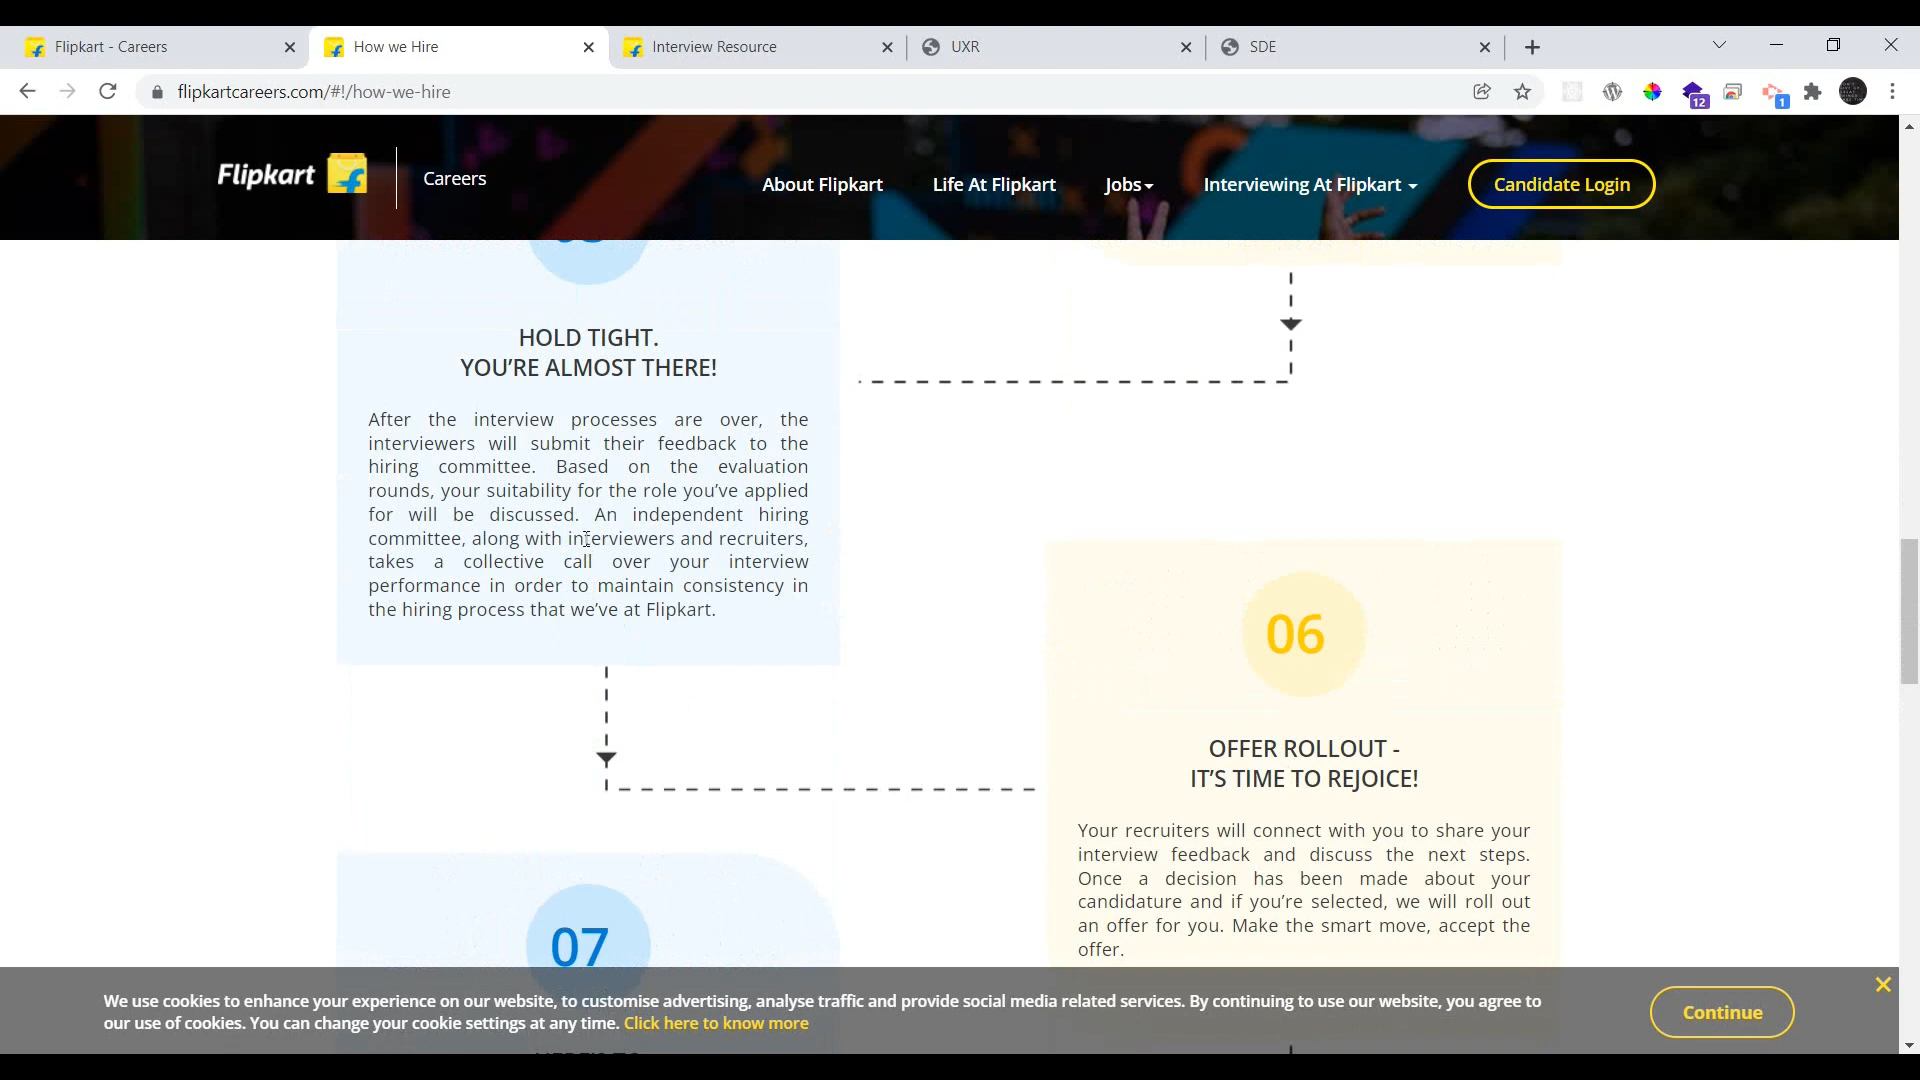 Flipkart - Careers
How we Hire
Interview Resource
UXR
SDE
flipkartcareers.com/#!/how-we-hire
12
1
Flipkart
Careers
About Flipkart
Life At Flipkart
Jobs
Interviewing At Flipkart
Candidate Login
HOLD TIGHT.
YOU’RE ALMOST THERE!
After the interview processes are over, the
interviewers will submit their feedback to the
hiring committee. Based on the evaluation
rounds, your suitability for the role you’ve applied
for will be discussed. An independent hiring
committee, along with interviewers and recruiters,
takes a collective call over your interview
performance in order to maintain consistency in
the hiring process that we’ve at Flipkart.
06
OFFER ROLLOUT -
IT’S TIME TO REJOICE!
Your recruiters will connect with you to share your
interview feedback and discuss the next steps.
Once a decision has been made about your
candidature and if you’re selected, we will roll out
an offer for you. Make the smart move, accept the
offer.
07
We use cookies to enhance your experience on our website, to customise advertising, analyse traffic and provide social media related services. By continuing to use our website, you agree to
our use of cookies. You can change your cookie settings at any time. Click here to know more
Continue